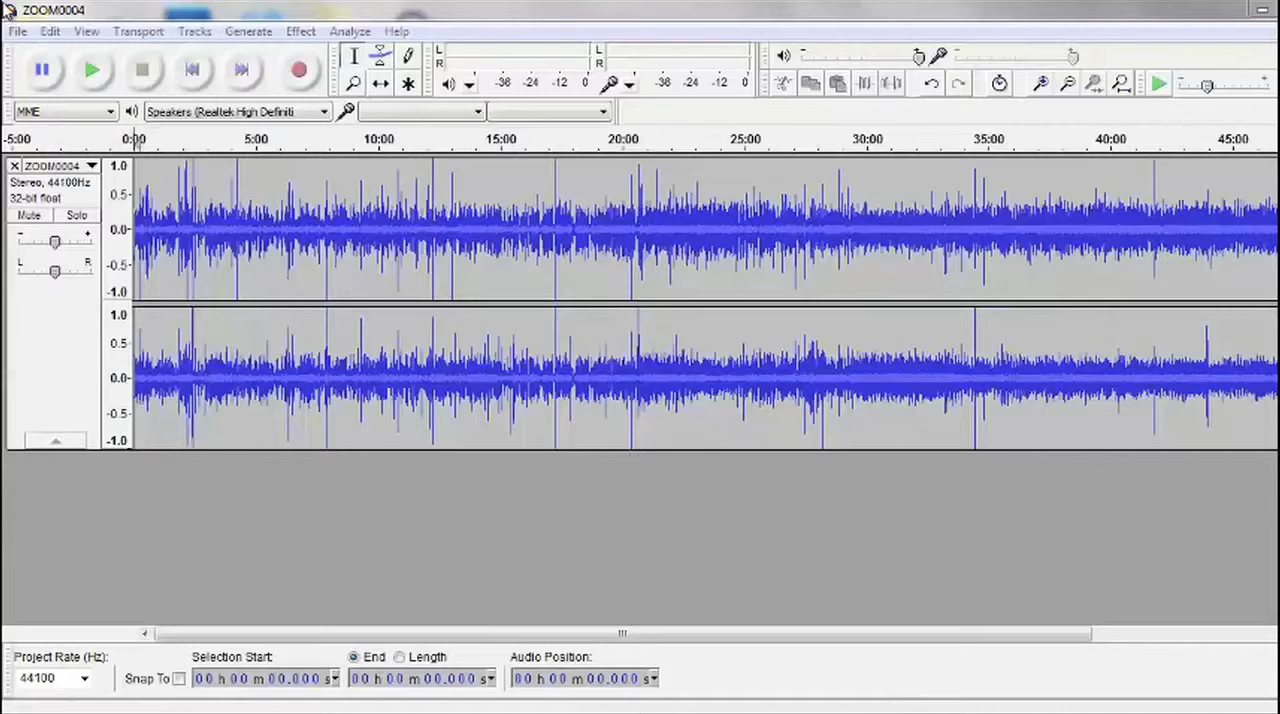 ZOOM0004
File Edit View Transport Tracks Generate Effect Analyze Help
L R -36 -24 -12 0 L R -36 -24 -12 0
MME Speakers (Realtek High Definiti
-5:00 0:00 5:00 10:00 15:00 20:00 25:00 30:00 35:00 40:00 45:00
ZOOM0004
Stereo, 44100Hz
32-bit float
Mute Solo
- +
L R
1.0
0.5
0.0
-0.5
-1.0
1.0
0.5
0.0
-0.5
-1.0
Project Rate (Hz): Selection Start: End Length Audio Position:
44100 Snap To 00 h 00 m 00.000 s 00 h 00 m 00.000 s 00 h 00 m 00.000 s